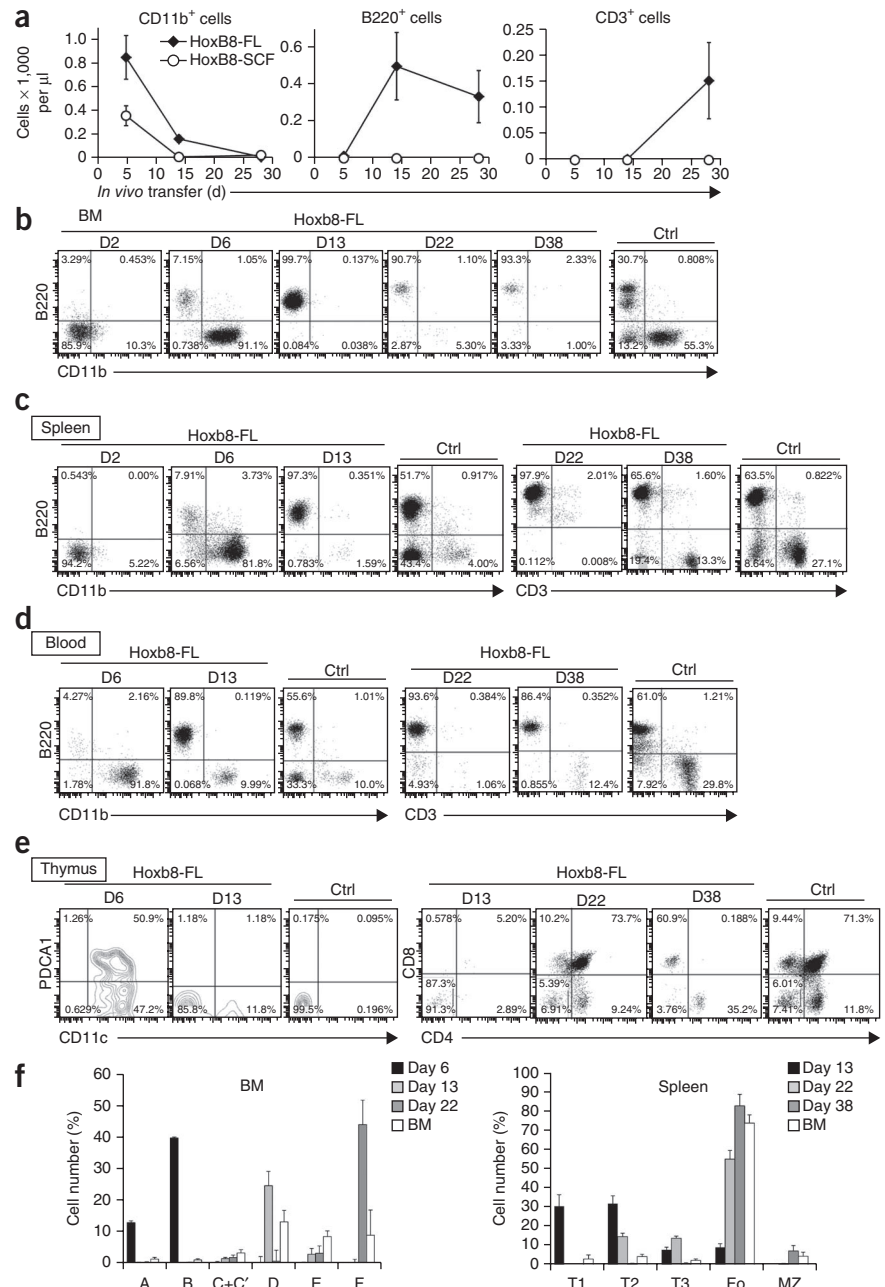 a
CD11b+ cells
B220+ cells
CD3+ cells
HoxB8-FL
HoxB8-SCF
Cells × 1,000 per µl
1.0
0.8
0.6
0.4
0.2
0
0 5 10 15 20 25 30
0.6
0.4
0.2
0
0 5 10 15 20 25 30
0.25
0.20
0.15
0.10
0.05
0
0 5 10 15 20 25 30
In vivo transfer (d)
b
BM
Hoxb8-FL
Ctrl
D2 D6 D13 D22 D38
3.29% 0.453% 7.15% 1.05% 99.7% 0.137% 90.7% 1.10% 93.3% 2.33% 30.7% 0.808%
B220
85.9% 10.3% 0.738% 91.1% 0.084% 0.038% 2.87% 5.30% 3.33% 1.00% 13.2% 55.3%
CD11b
c
Spleen
Hoxb8-FL
Hoxb8-FL
D2 D6 D13 Ctrl D22 D38 Ctrl
0.543% 0.00% 7.91% 3.73% 97.3% 0.351% 51.7% 0.917% 97.9% 2.01% 65.6% 1.60% 63.5% 0.822%
B220
94.2% 5.22% 6.56% 81.8% 0.783% 1.59% 43.4% 4.00% 0.112% 0.008% 19.4% 13.3% 8.64% 27.1%
CD11b
CD3
d
Blood
Hoxb8-FL
Hoxb8-FL
D6 D13 Ctrl D22 D38 Ctrl
4.27% 2.16% 89.8% 0.119% 55.6% 1.01% 93.6% 0.384% 86.4% 0.352% 61.0% 1.21%
B220
1.78% 91.8% 0.068% 9.99% 33.3% 10.0% 4.93% 1.06% 0.855% 12.4% 7.92% 29.8%
CD11b
CD3
e
Thymus
Hoxb8-FL
Hoxb8-FL
D6 D13 Ctrl D13 D22 D38 Ctrl
1.26% 50.9% 1.18% 1.18% 0.175% 0.095% 0.578% 5.20% 10.2% 73.7% 60.9% 0.188% 9.44% 71.3%
PDCA1
CD8
87.3% 5.39% 6.01%
0.629% 47.2% 85.8% 11.8% 99.5% 0.196% 91.3% 2.89% 6.91% 9.24% 3.76% 35.2% 7.41% 11.8%
CD11c
CD4
f
BM
Day 6
Day 13
Day 22
BM
Cell number (%)
60
50
40
30
20
10
0
A B C+C′ D E F
Spleen
Day 13
Day 22
Day 38
BM
Cell number (%)
100
90
80
70
60
50
40
30
20
10
0
T1 T2 T3 Fo MZ